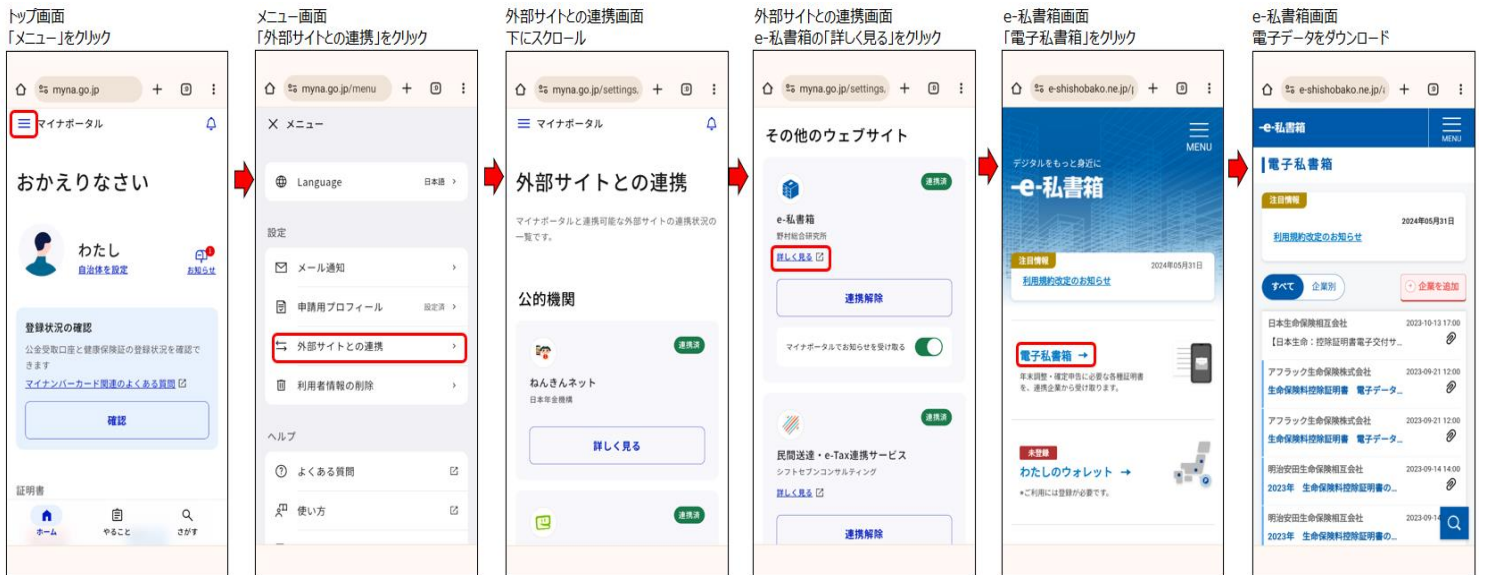 トップ画面
「メニュー」をクリック
myna.go.jp
マイナポータル
おかえりなさい
わたし
自治体を設定
1
お知らせ
登録状況の確認
公金受取口座と健康保険証の登録状況を確認で
きます
マイナンバーカード関連のよくある質問
確認
証明書
ホーム
やること
さがす
メニュー画面
「外部サイトとの連携」をクリック
myna.go.jp/menu
メニュー
Language
日本語
設定
メール通知
申請用プロフィール
設定済
外部サイトとの連携
利用者情報の削除
ヘルプ
よくある質問
使い方
外部サイトとの連携画面
下にスクロール
myna.go.jp/settings.
マイナポータル
外部サイトとの連携
マイナポータルと連携可能な外部サイトの連携状況の
一覧です。
公的機関
連携済
ねんきんネット
日本年金機構
詳しく見る
連携済
外部サイトとの連携画面
e-私書箱の「詳しく見る」をクリック
myna.go.jp/settings.
その他のウェブサイト
連携済
e-私書箱
野村総合研究所
詳しく見る
連携解除
マイナポータルでお知らせを受け取る
連携済
民間送達・e-Tax連携サービス
シフトセブンコンサルティング
詳しく見る
連携解除
e-私書箱画面
「電子私書箱」をクリック
e-shishobako.ne.jp/
MENU
デジタルをもっと身近に
e-私書箱
注目情報
2024年05月31日
利用規約改定のお知らせ
電子私書箱 →
年末調整・確定申告に必要な各種証明書
を、連携企業から受け取ります。
未登録
わたしのウォレット →
*ご利用には登録が必要です。
e-私書箱画面
電子データをダウンロード
e-shishobako.ne.jp/
e-私書箱
MENU
電子私書箱
注目情報
2024年05月31日
利用規約改定のお知らせ
すべて
企業別
企業を追加
日本生命保険相互会社
2023-10-13 17:00
【日本生命：控除証明書電子交付サ...
アフラック生命保険株式会社
2023-09-21 12:00
生命保険料控除証明書 電子データ...
アフラック生命保険株式会社
2023-09-21 12:00
生命保険料控除証明書 電子データ...
明治安田生命保険相互会社
2023-09-14 14:00
2023年 生命保険料控除証明書の...
明治安田生命保険相互会社
2023-09-14
2023年 生命保険料控除証明書の...